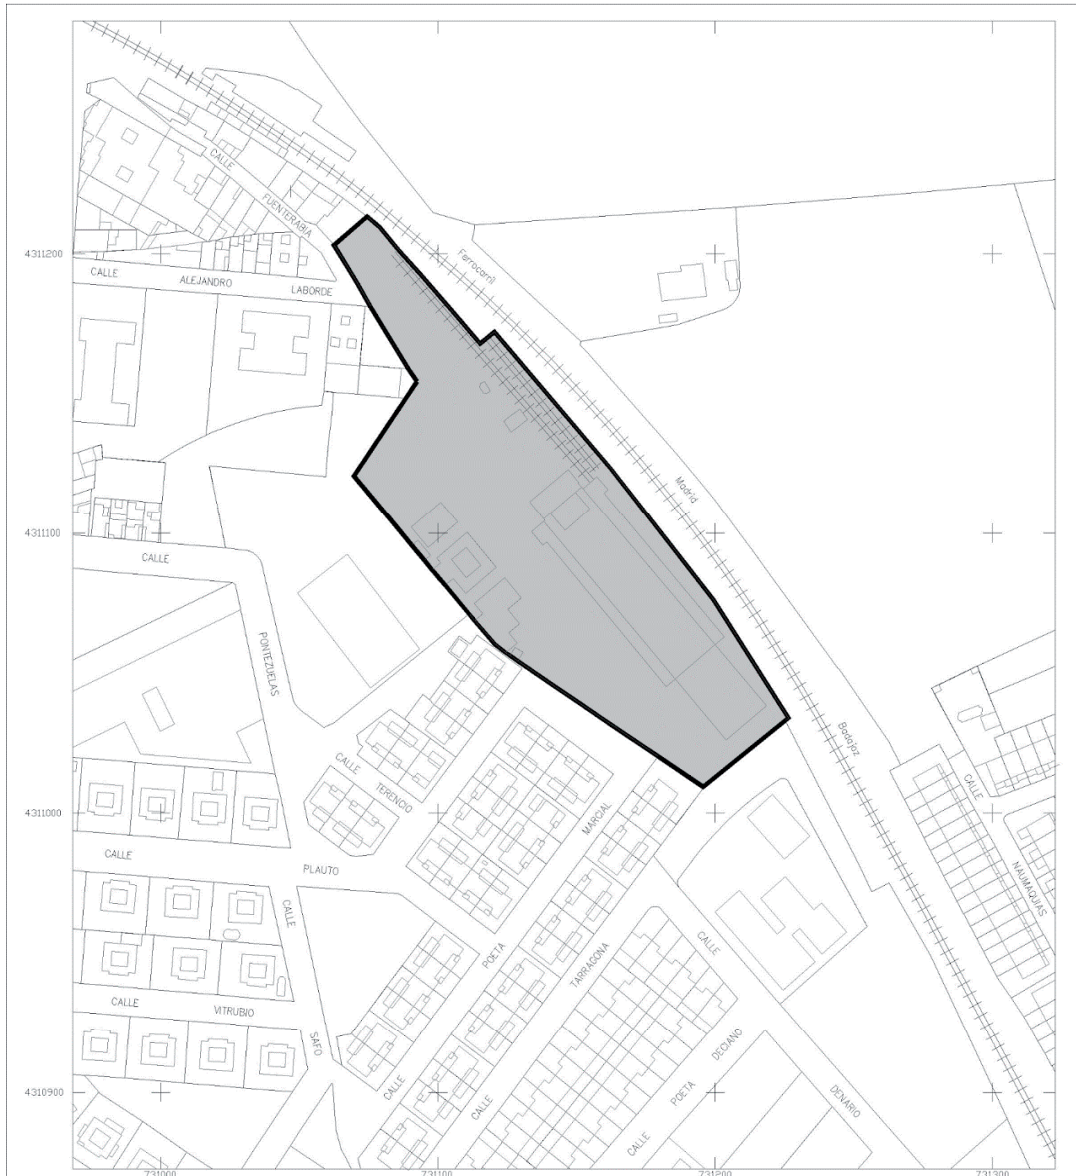 CALLE
FUENTERABIA
Ferrocarril
4311200
CALLE
ALEJANDRO
LABORDE
Madrid
4311100
CALLE
PONTEZUELAS
Badajoz
CALLE
TERENCIO
CALLE
NAUMAQUIAS
4311000
MARCIAL
CALLE
PLAUTO
CALLE
POETA
TARRAGONA
CALLE
CALLE
VITRUBIO
SAFO
DECIANO
POETA
DENARIO
4310900
CALLE
CALLE
CALLE
731000
731100
731200
731300